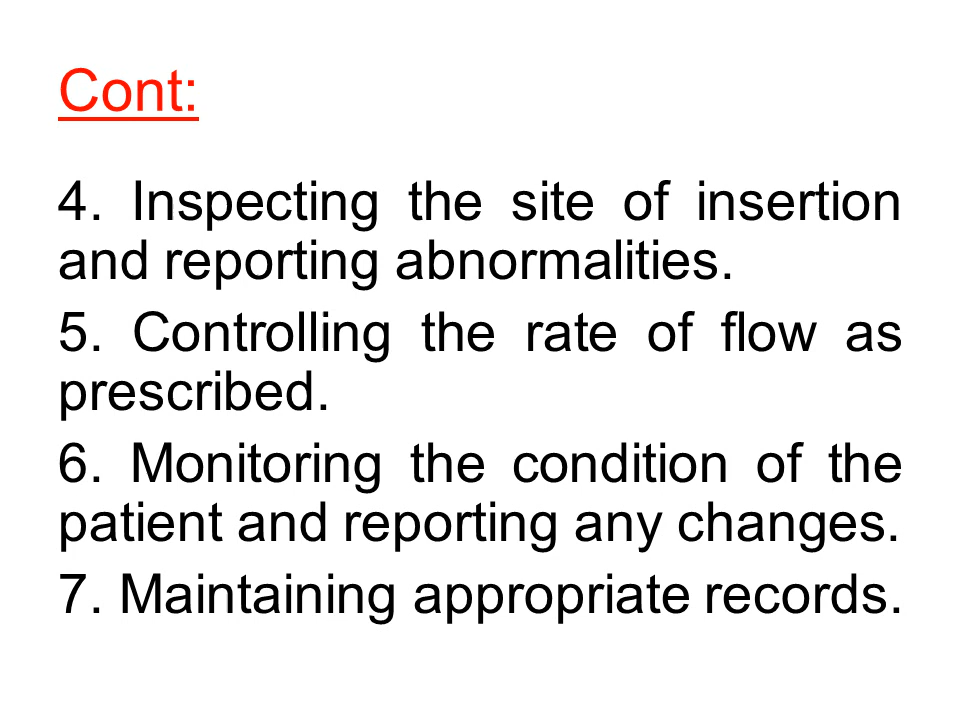 Cont:
4. Inspecting the site of insertion
and reporting abnormalities.
5. Controlling the rate of flow as
prescribed.
6. Monitoring the condition of the
patient and reporting any changes.
7. Maintaining appropriate records.